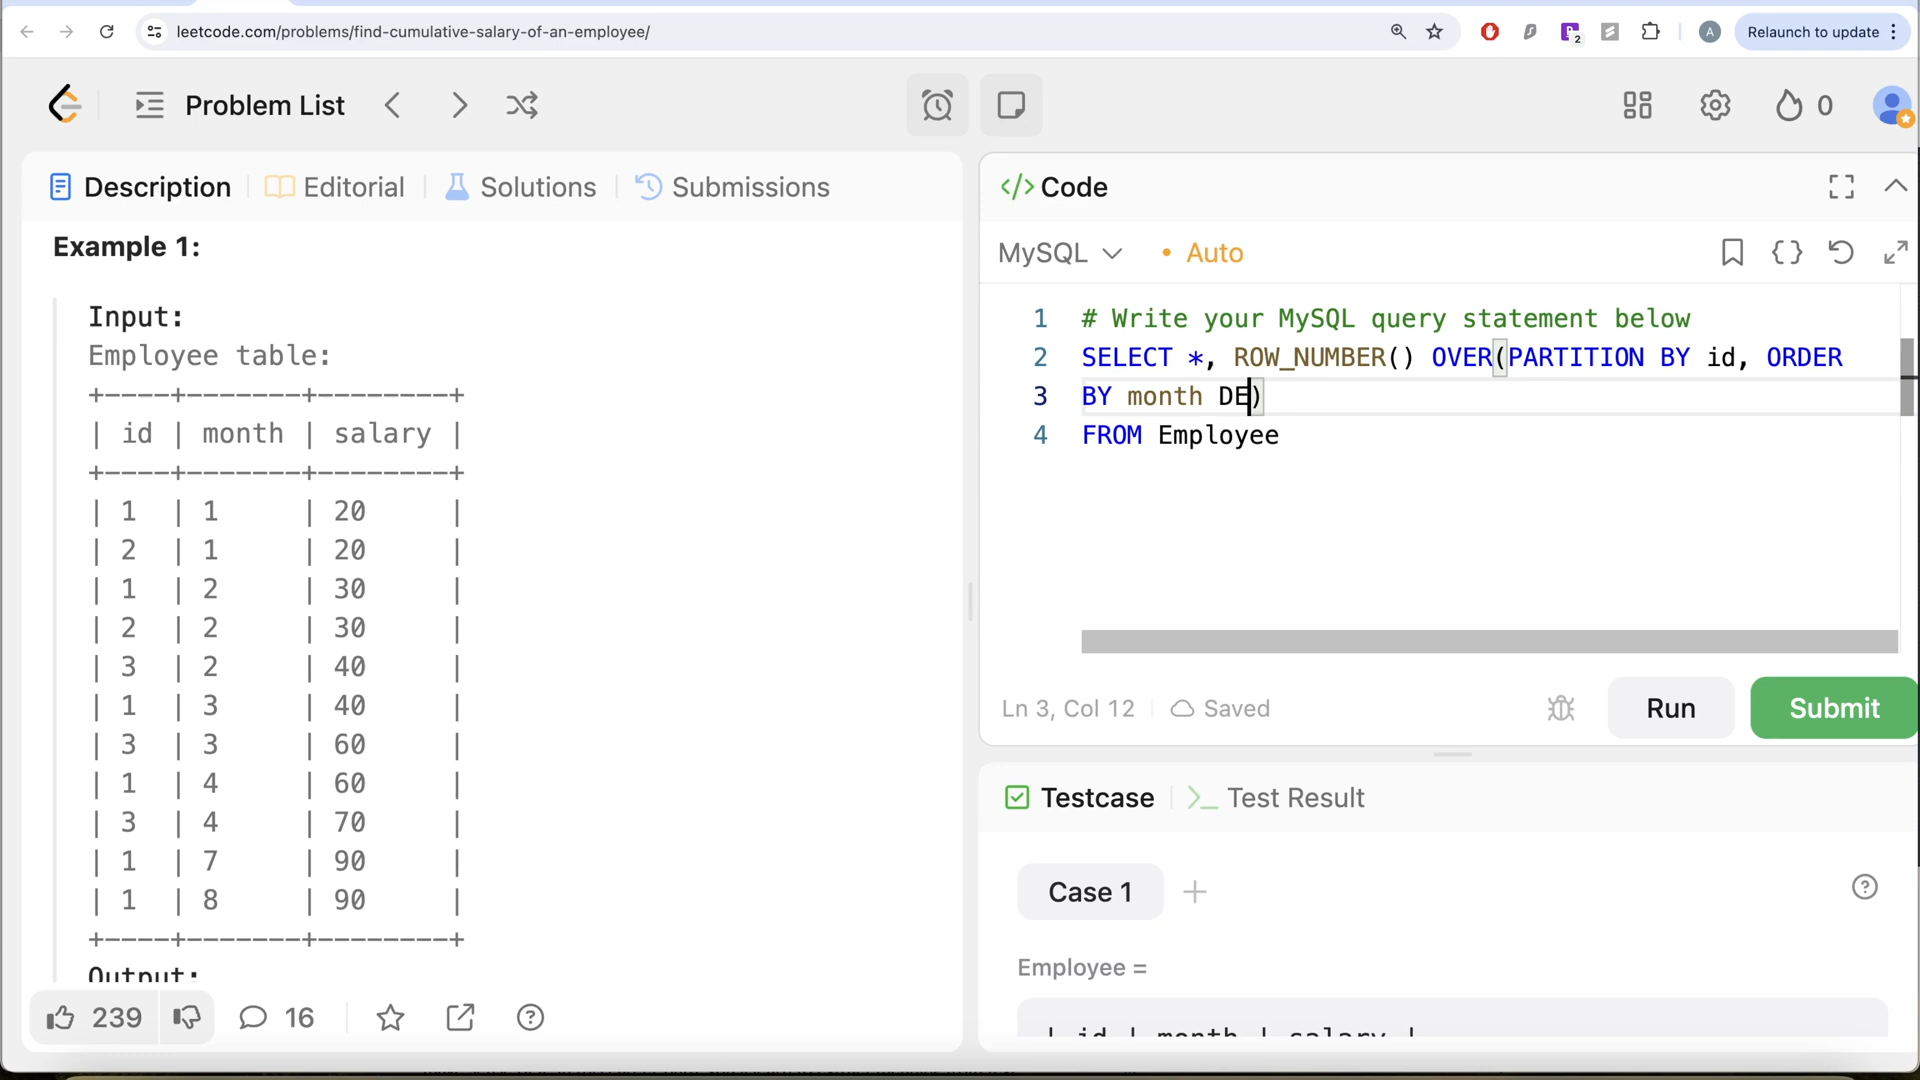 leetcode.com/problems/find-cumulative-salary-of-an-employee/
2
A
Relaunch to update
Problem List
0
Description
Editorial
Solutions
Submissions
Example 1:
Input:
Employee table:
+----+-------+--------+
| id | month | salary |
+----+-------+--------+
| 1 | 1 | 20 |
| 2 | 1 | 20 |
| 1 | 2 | 30 |
| 2 | 2 | 30 |
| 3 | 2 | 40 |
| 1 | 3 | 40 |
| 3 | 3 | 60 |
| 1 | 4 | 60 |
| 3 | 4 | 70 |
| 1 | 7 | 90 |
| 1 | 8 | 90 |
+----+-------+--------+
Output:
239
16
</> Code
MySQL
• Auto
1 # Write your MySQL query statement below
2 SELECT *, ROW_NUMBER() OVER(PARTITION BY id, ORDER
3 BY month DE)
4 FROM Employee
Ln 3, Col 12
Saved
Run
Submit
Testcase
Test Result
Case 1
Employee =
| id | month | salary |